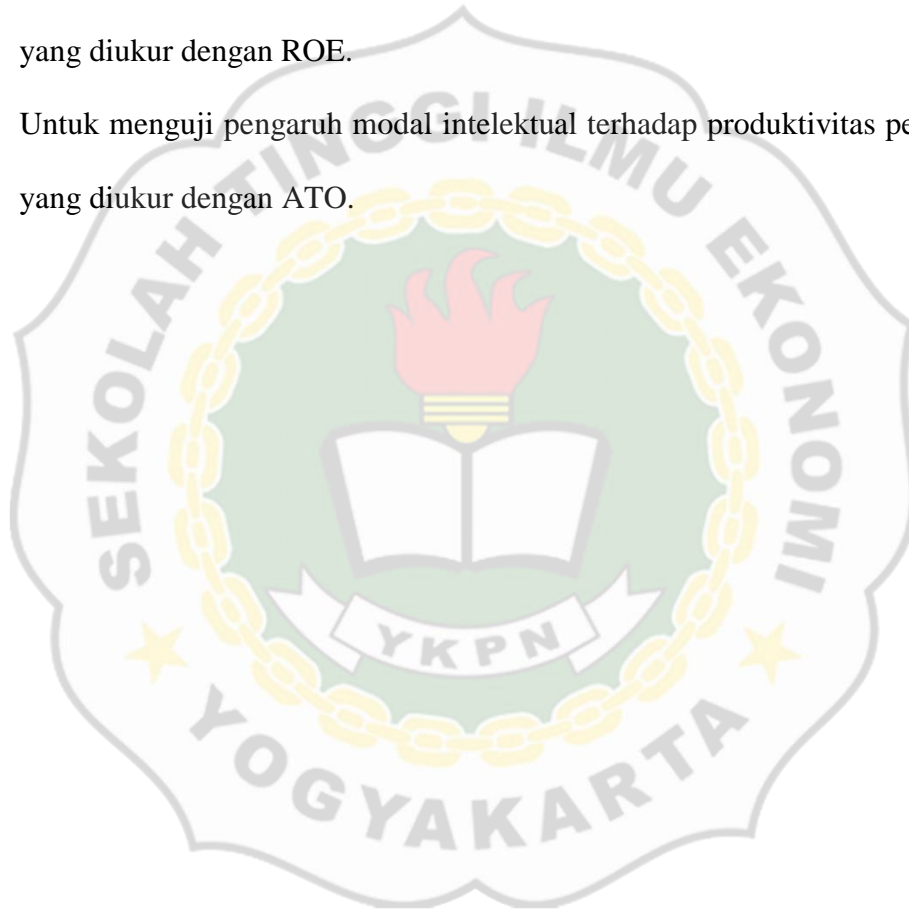 yang diukur dengan ROE.
Untuk menguji pengaruh modal intelektual terhadap produktivitas
yang diukur dengan ATO.
SEKOLAH TINGGI ILMU EKONOMI
YKPN
YOGYAKARTA